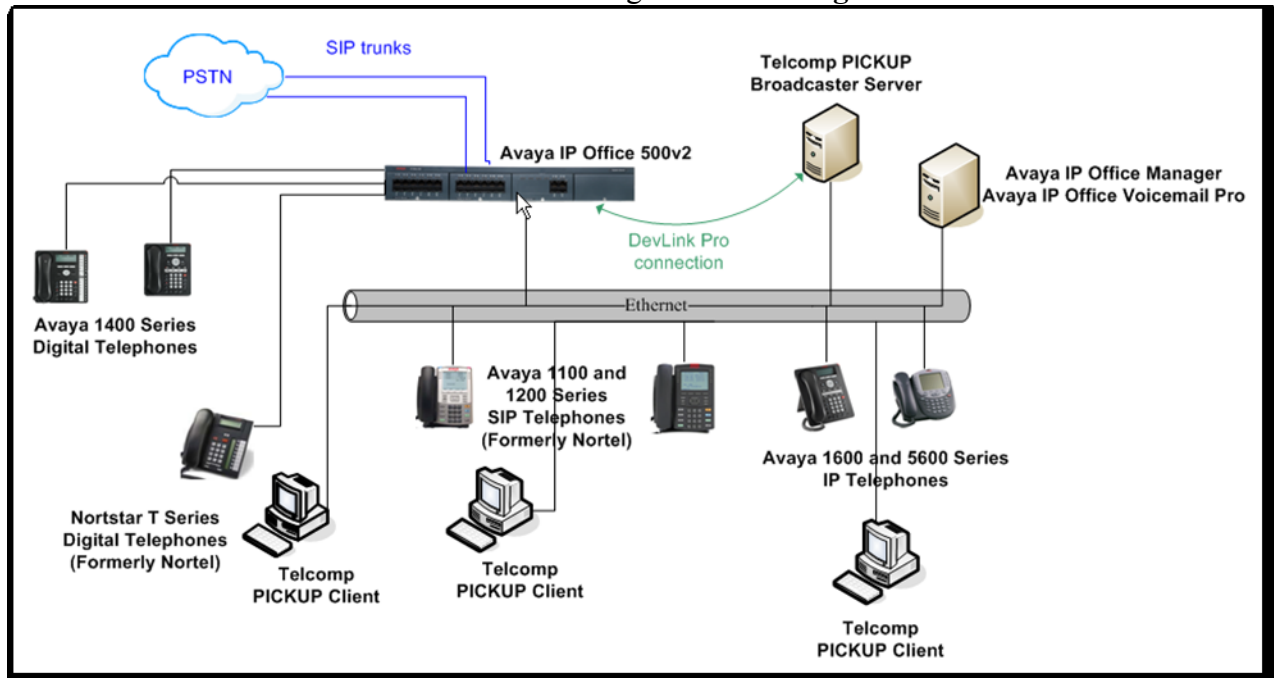 SIP trunks
PSTN
Telcomp PICKUP
Broadcaster Server
Avaya IP Office 500v2
Avaya IP Office Manager
Avaya IP Office Voicemail Pro
DevLink Pro
connection
Ethernet
Avaya 1400 Series
Digital Telephones
Avaya 1100 and
1200 Series
SIP Telephones
(Formerly Nortel)
Avaya 1600 and 5600 Series
IP Telephones
Nortstar T Series
Digital Telephones
(Formerly Nortel)
Telcomp
PICKUP Client
Telcomp
PICKUP Client
Telcomp
PICKUP Client